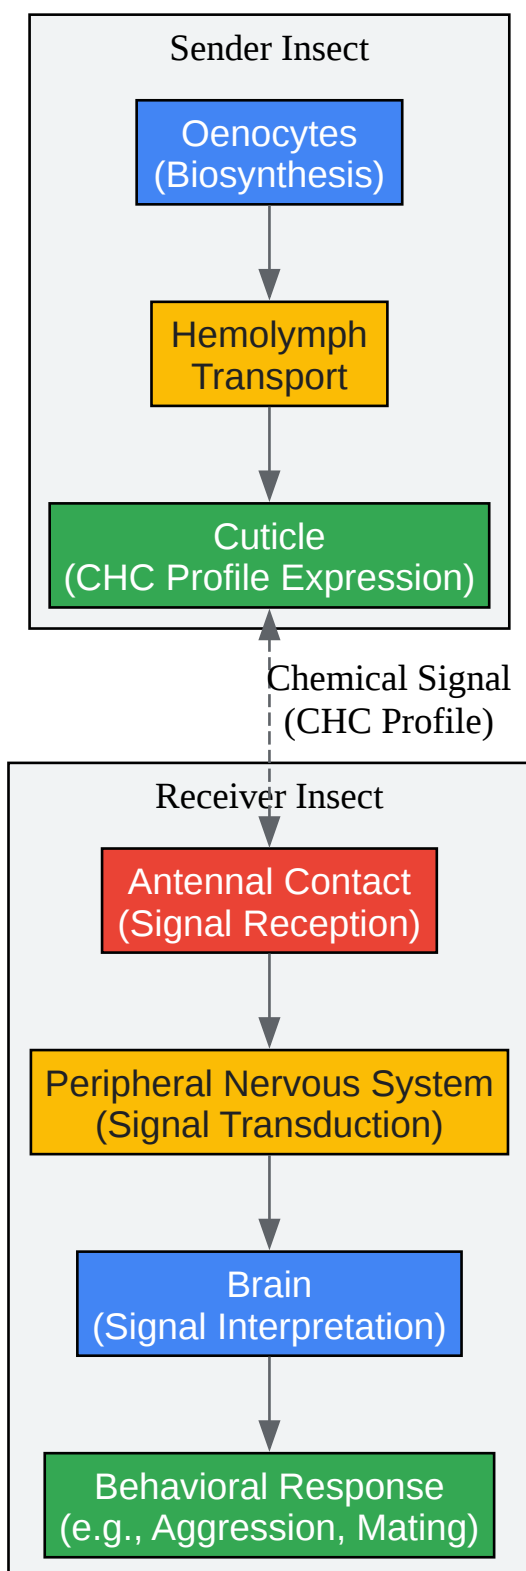 Sender Insect
Oenocytes
(Biosynthesis)
Hemolymph
Transport
Cuticle
(CHC Profile Expression)
Chemical Signal
(CHC Profile)
Receiver Insect
Antennal Contact
(Signal Reception)
Peripheral Nervous System
(Signal Transduction)
Brain
(Signal Interpretation)
Behavioral Response
(e.g., Aggression, Mating)